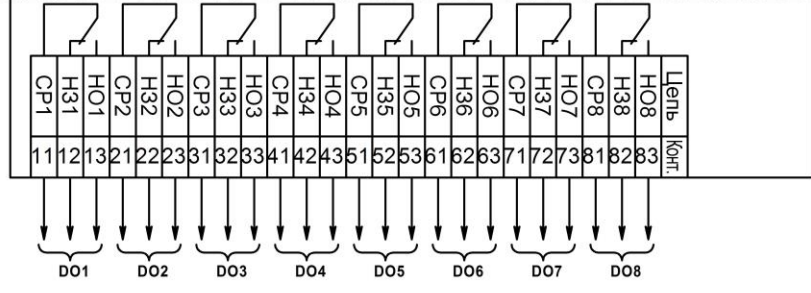 СР1 НЗ1 НО1 СР2 НЗ2 НО2 СР3 НЗ3 НО3 СР4 НЗ4 НО4 СР5 НЗ5 НО5 СР6 НЗ6 НО6 СР7 НЗ7 НО7 СР8 НЗ8 НО8 Цепь
11 12 13 21 22 23 31 32 33 41 42 43 51 52 53 61 62 63 71 72 73 81 82 83 Конт.
DO1 DO2 DO3 DO4 DO5 DO6 DO7 DO8